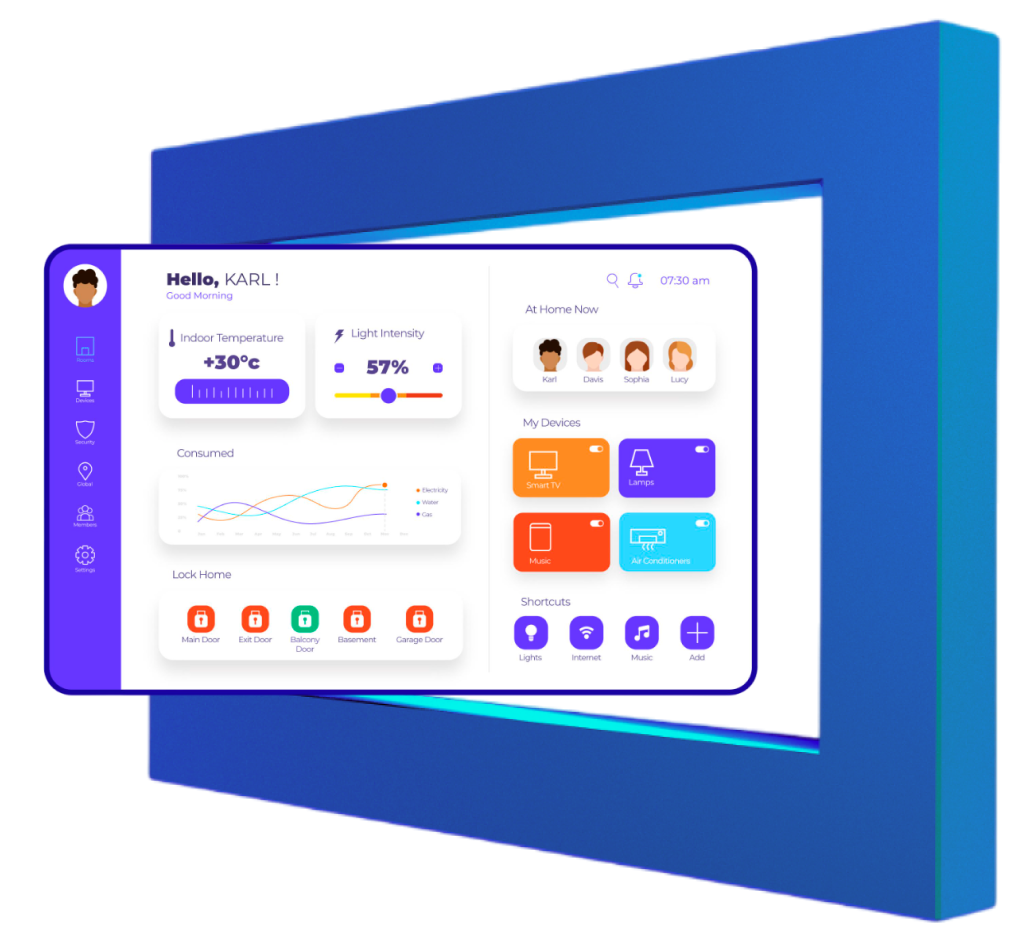 Rooms
Devices
Security
Global
Members
Settings
Hello, KARL !
Good Morning
Indoor Temperature
+30°c
Light Intensity
57%
Consumed
Electricity
Water
Gas
Lock Home
Main Door
Exit Door
Balcony
Door
Basement
Garage Door
07:30 am
At Home Now
Karl
Davis
Sophia
Lucy
My Devices
Smart TV
Lamps
Music
Air Conditioners
Shortcuts
Lights
Internet
Music
Add